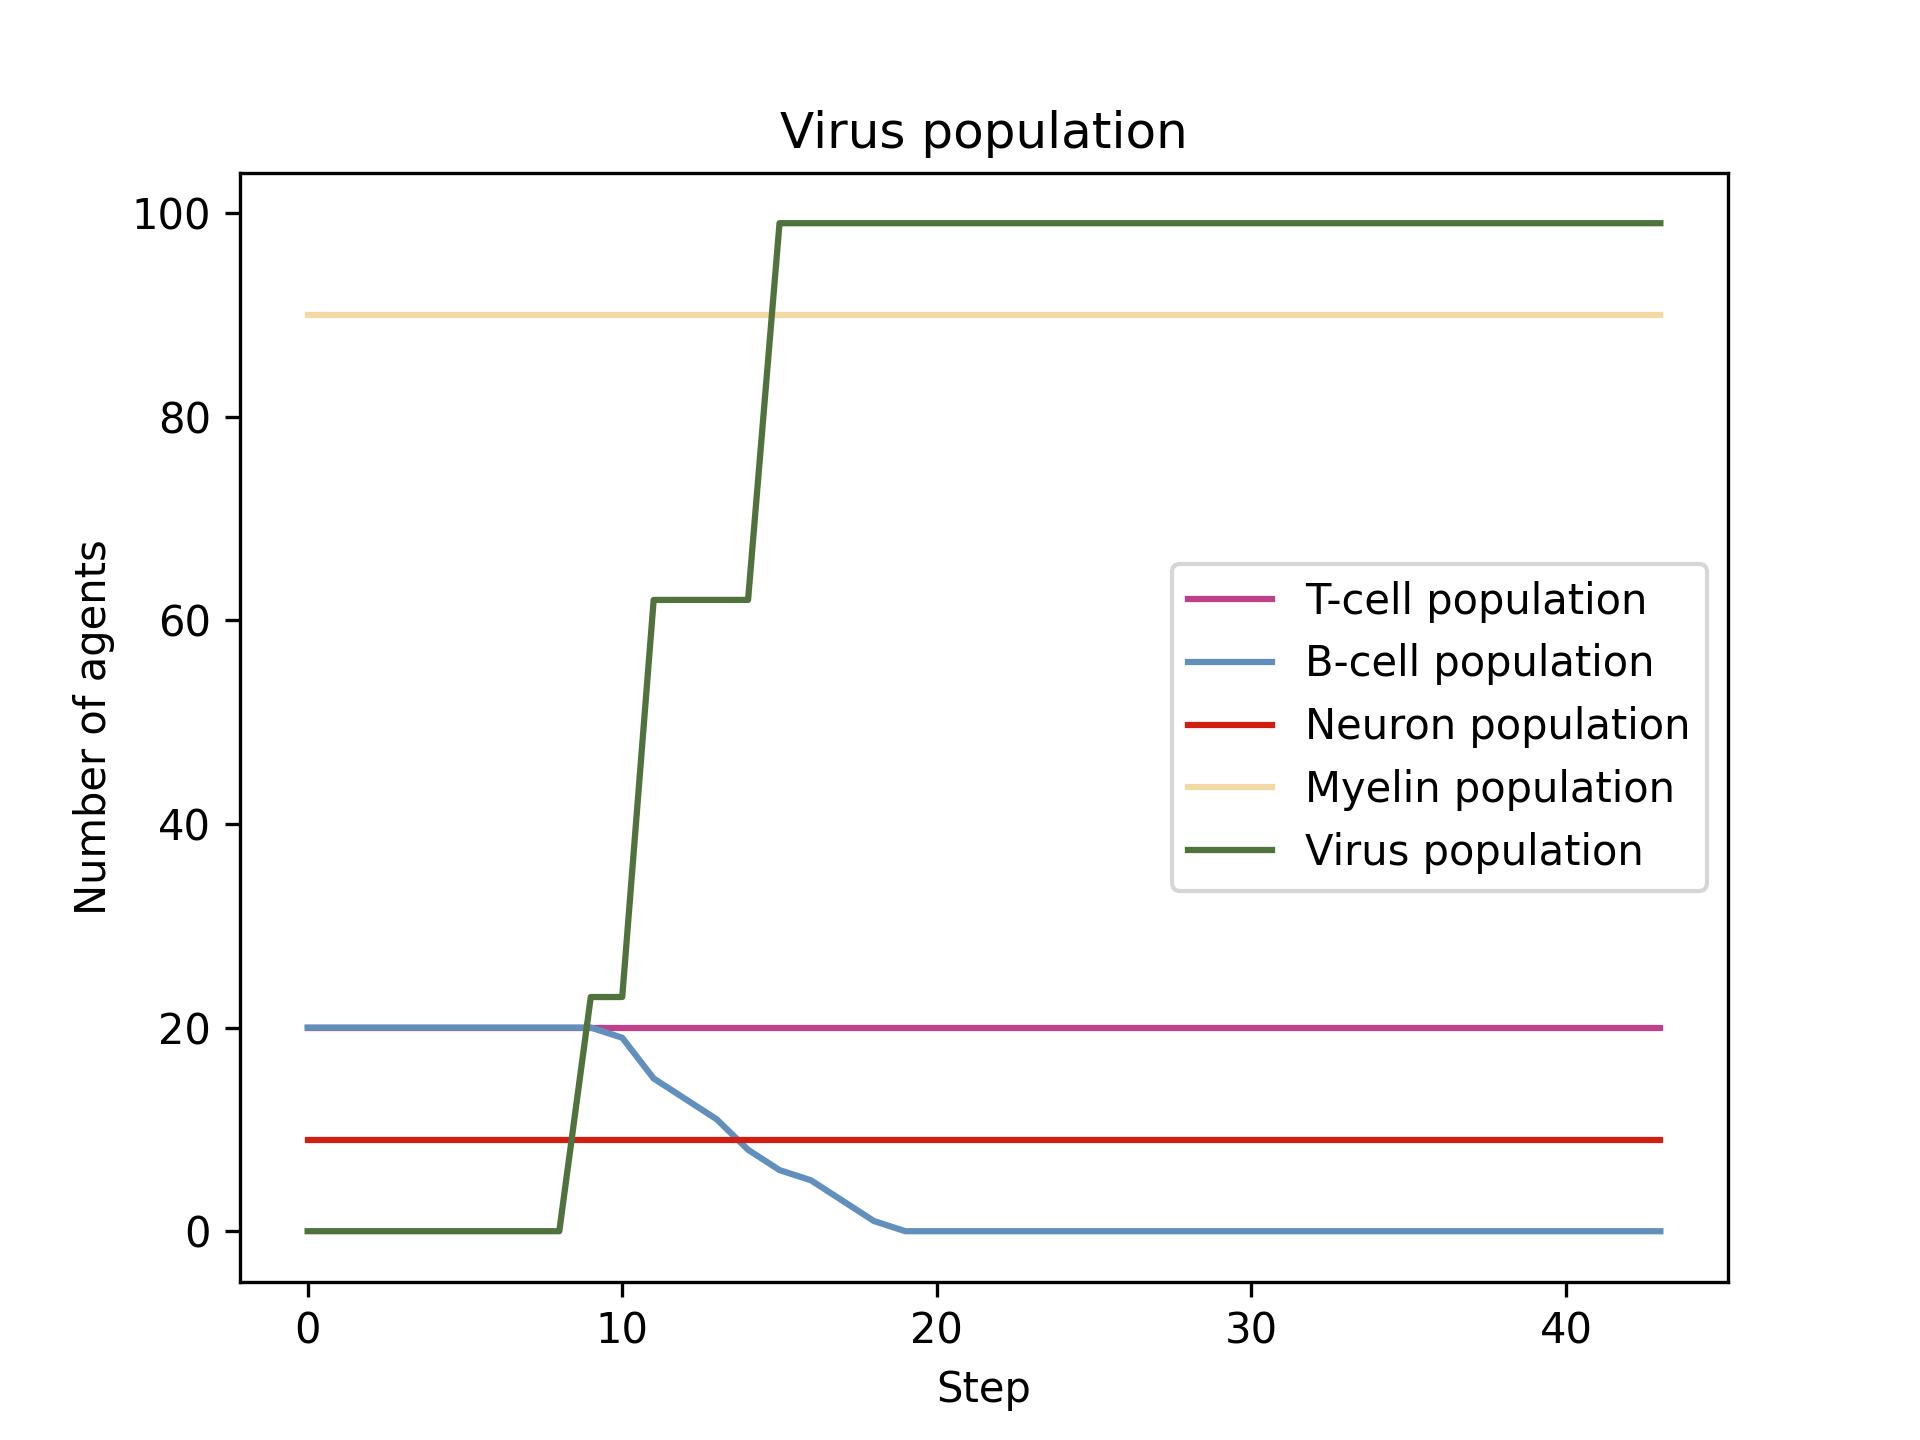 Virus population
100
80
60
40
20
0
Number of agents
T-cell population
B-cell population
Neuron population
Myelin population
Virus population
0 10 20 30 40
Step